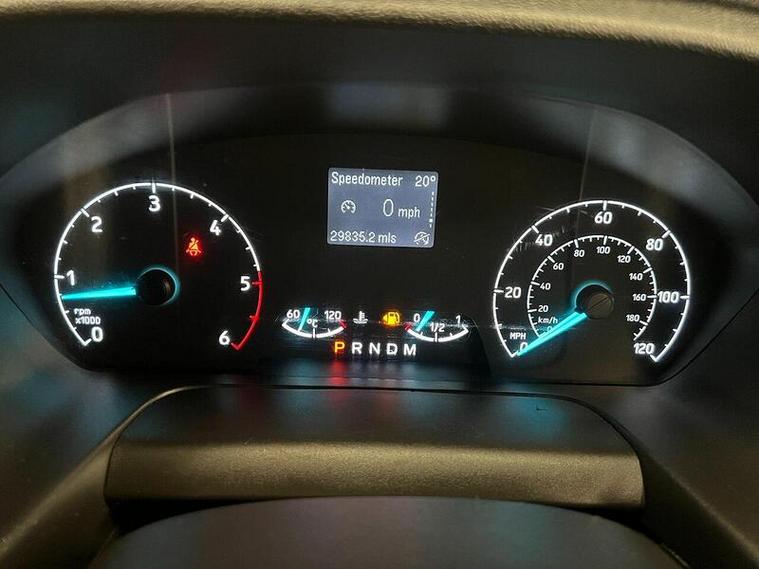 Speedometer 20°
0 mph
29835.2 mls
0 1 2 3 4 5 6
rpm
x1000
60 °C 120
0 1/2 1
P R N D M
0 20 40 60 80 100 120
MPH
0 20 40 60 80 100 120 140 160 180
km/h